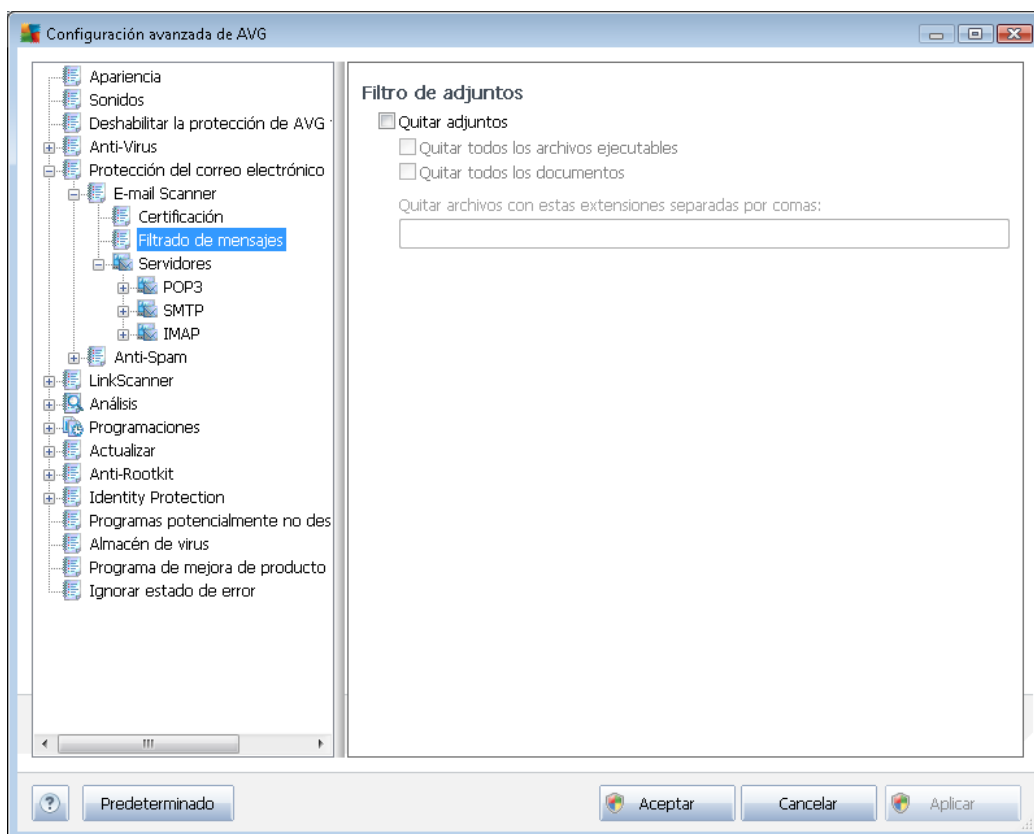 Configuración avanzada de AVG
Apariencia
Sonidos
Deshabilitar la protección de AVG
Anti-Virus
Protección del correo electrónico
E-mail Scanner
Certificación
Filtrado de mensajes
Servidores
POP3
SMTP
IMAP
Anti-Spam
LinkScanner
Análisis
Programaciones
Actualizar
Anti-Rootkit
Identity Protection
Programas potencialmente no des
Almacén de virus
Programa de mejora de producto
Ignorar estado de error
Filtro de adjuntos
Quitar adjuntos
Quitar todos los archivos ejecutables
Quitar todos los documentos
Quitar archivos con estas extensiones separadas por comas:
? Predeterminado Aceptar Cancelar Aplicar